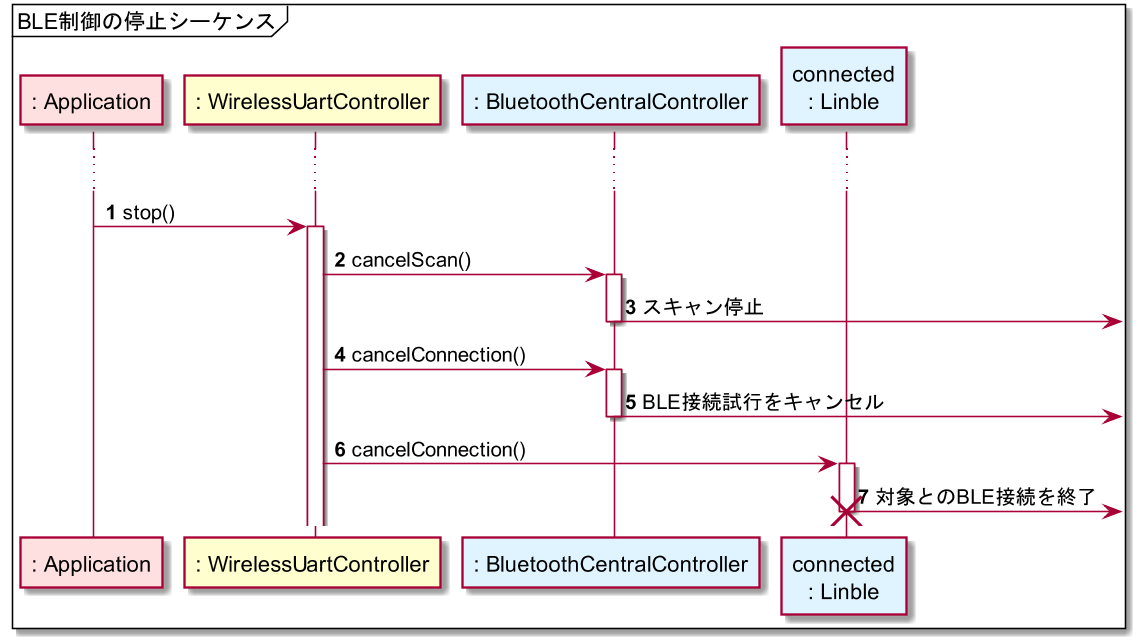 BLE制御の停止シーケンス
: Application
: WirelessUartController
: BluetoothCentralController
connected
: Linble
1 stop()
2 cancelScan()
3 スキャン停止
4 cancelConnection()
5 BLE接続試行をキャンセル
6 cancelConnection()
7 対象とのBLE接続を終了
: Application
: WirelessUartController
: BluetoothCentralController
connected
: Linble